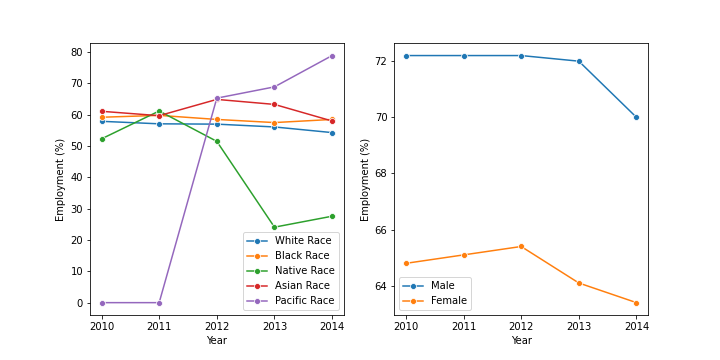 80
70
60
50
40
30
20
10
0
Employment (%)
2010 2011 2012 2013 2014
Year
White Race
Black Race
Native Race
Asian Race
Pacific Race
72
70
68
66
64
Employment (%)
2010 2011 2012 2013 2014
Year
Male
Female